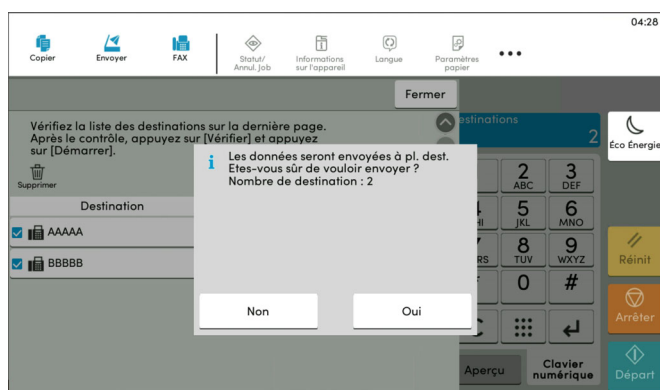 04:28
Copier
Envoyer
FAX
Statut/
Annul. Job
Informations
sur l'appareil
Langue
Paramètres
papier
Fermer
Vérifiez la liste des destinations sur la dernière page.
Après le contrôle, appuyez sur [Vérifier] et appuyez
sur [Démarrer].
Supprimer
Destination
AAAAA
BBBBB
i
Les données seront envoyées à pl. dest.
Etes-vous sûr de vouloir envoyer ?
Nombre de destination : 2
Non
Oui
2
2
ABC
3
DEF
5
JKL
6
MNO
RS
8
TUV
9
WXYZ
0
#
Aperçu
Clavier
numérique
Éco Énergie
Réinit
Arrêter
Départ